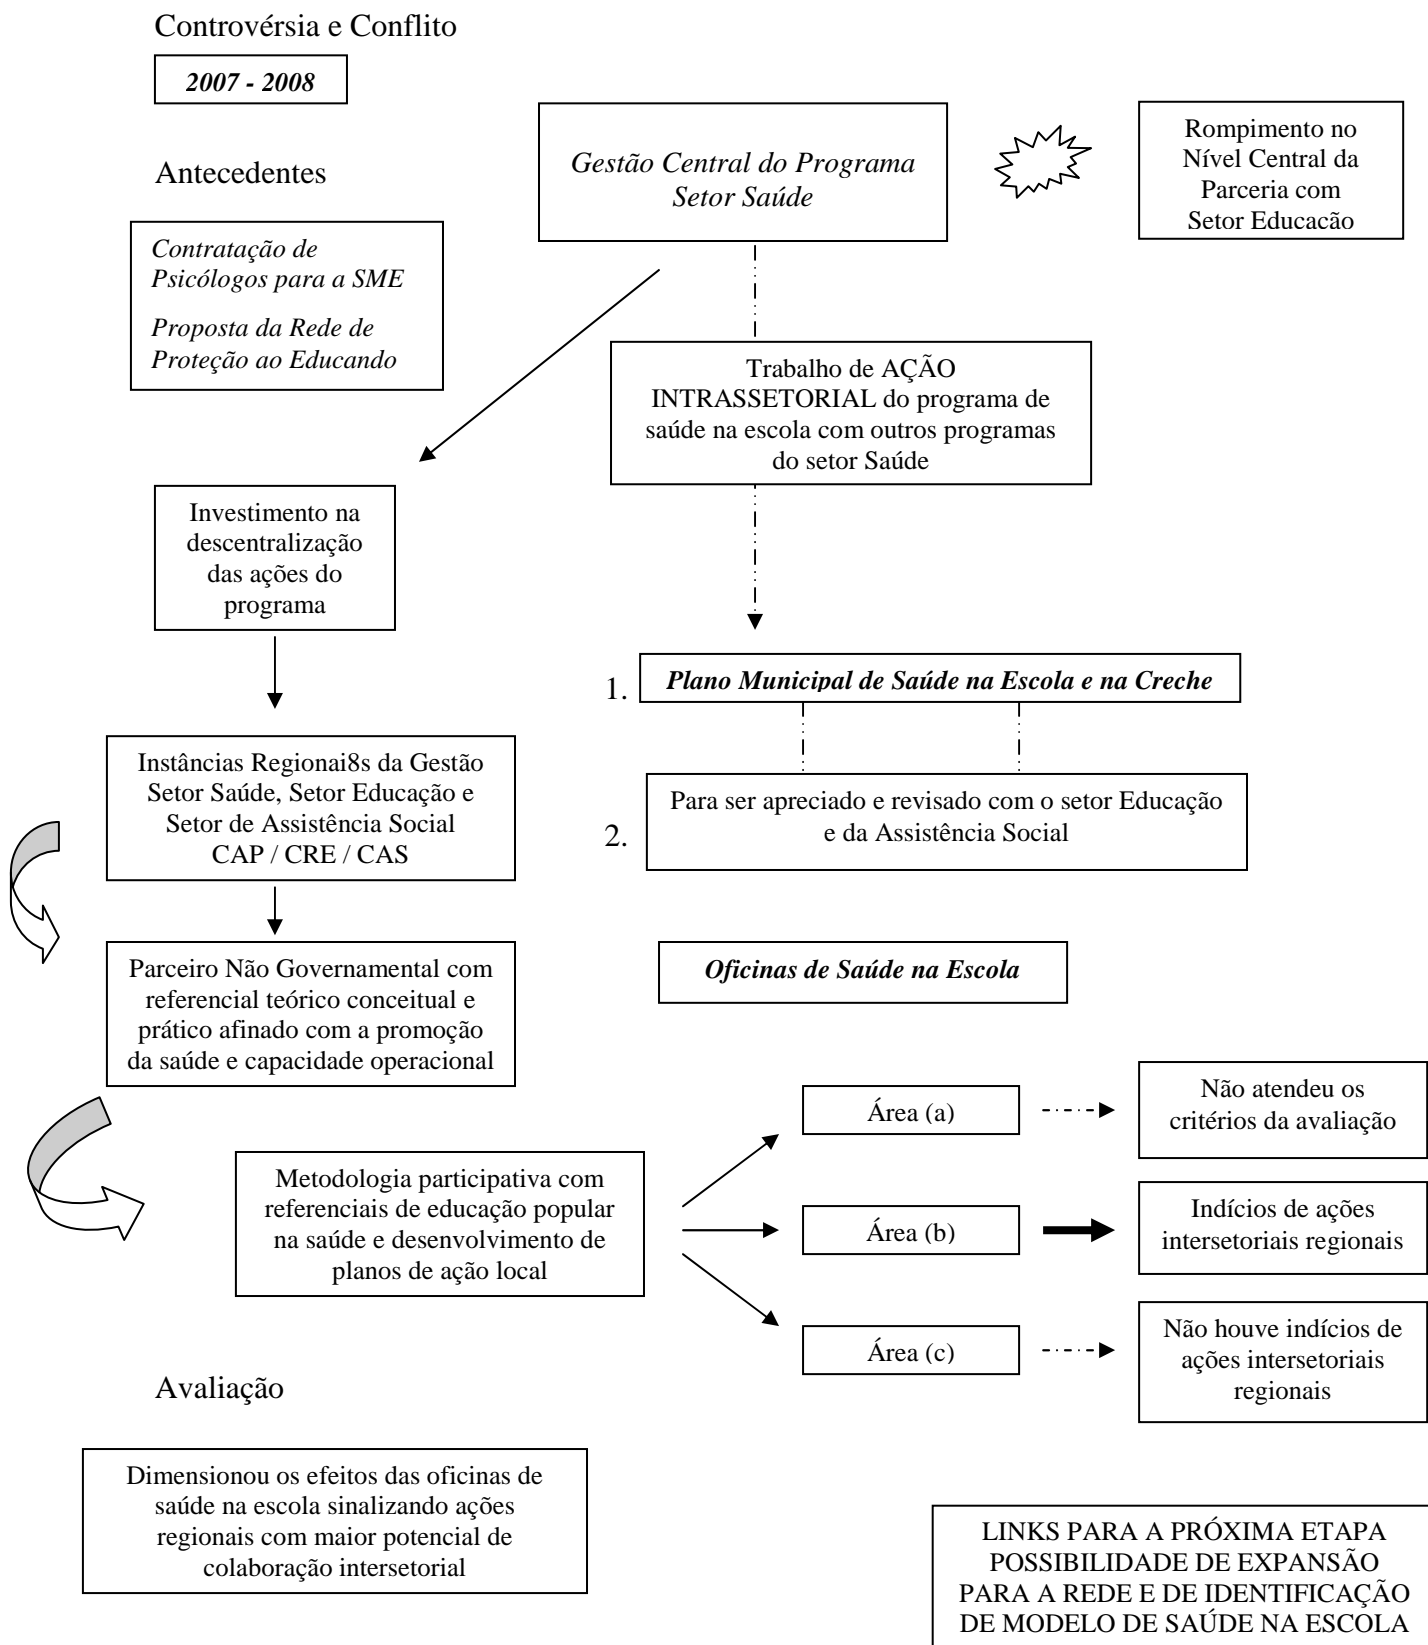 Controvérsia e Conflito
2007 - 2008
Gestão Central do Programa
Setor Saúde
Rompimento no
Nível Central da
Parceria com
Setor Educacão
Antecedentes
Contratação de
Psicólogos para a SME
Proposta da Rede de
Proteção ao Educando
Trabalho de AÇÃO
INTRASSETORIAL do programa de
saúde na escola com outros programas
do setor Saúde
Investimento na
descentralização
das ações do
programa
1. Plano Municipal de Saúde na Escola e na Creche
Instâncias Regionai8s da Gestão
Setor Saúde, Setor Educação e
Setor de Assistência Social
CAP / CRE / CAS
2. Para ser apreciado e revisado com o setor Educação
e da Assistência Social
Parceiro Não Governamental com
referencial teórico conceitual e
prático afinado com a promoção
da saúde e capacidade operacional
Oficinas de Saúde na Escola
Metodologia participativa com
referenciais de educação popular
na saúde e desenvolvimento de
planos de ação local
Área (a)
Não atendeu os
critérios da avaliação
Área (b)
Indícios de ações
intersetoriais regionais
Área (c)
Não houve indícios de
ações intersetoriais
regionais
Avaliação
Dimensionou os efeitos das oficinas de
saúde na escola sinalizando ações
regionais com maior potencial de
colaboração intersetorial
LINKS PARA A PRÓXIMA ETAPA
POSSIBILIDADE DE EXPANSÃO
PARA A REDE E DE IDENTIFICAÇÃO
DE MODELO DE SAÚDE NA ESCOLA